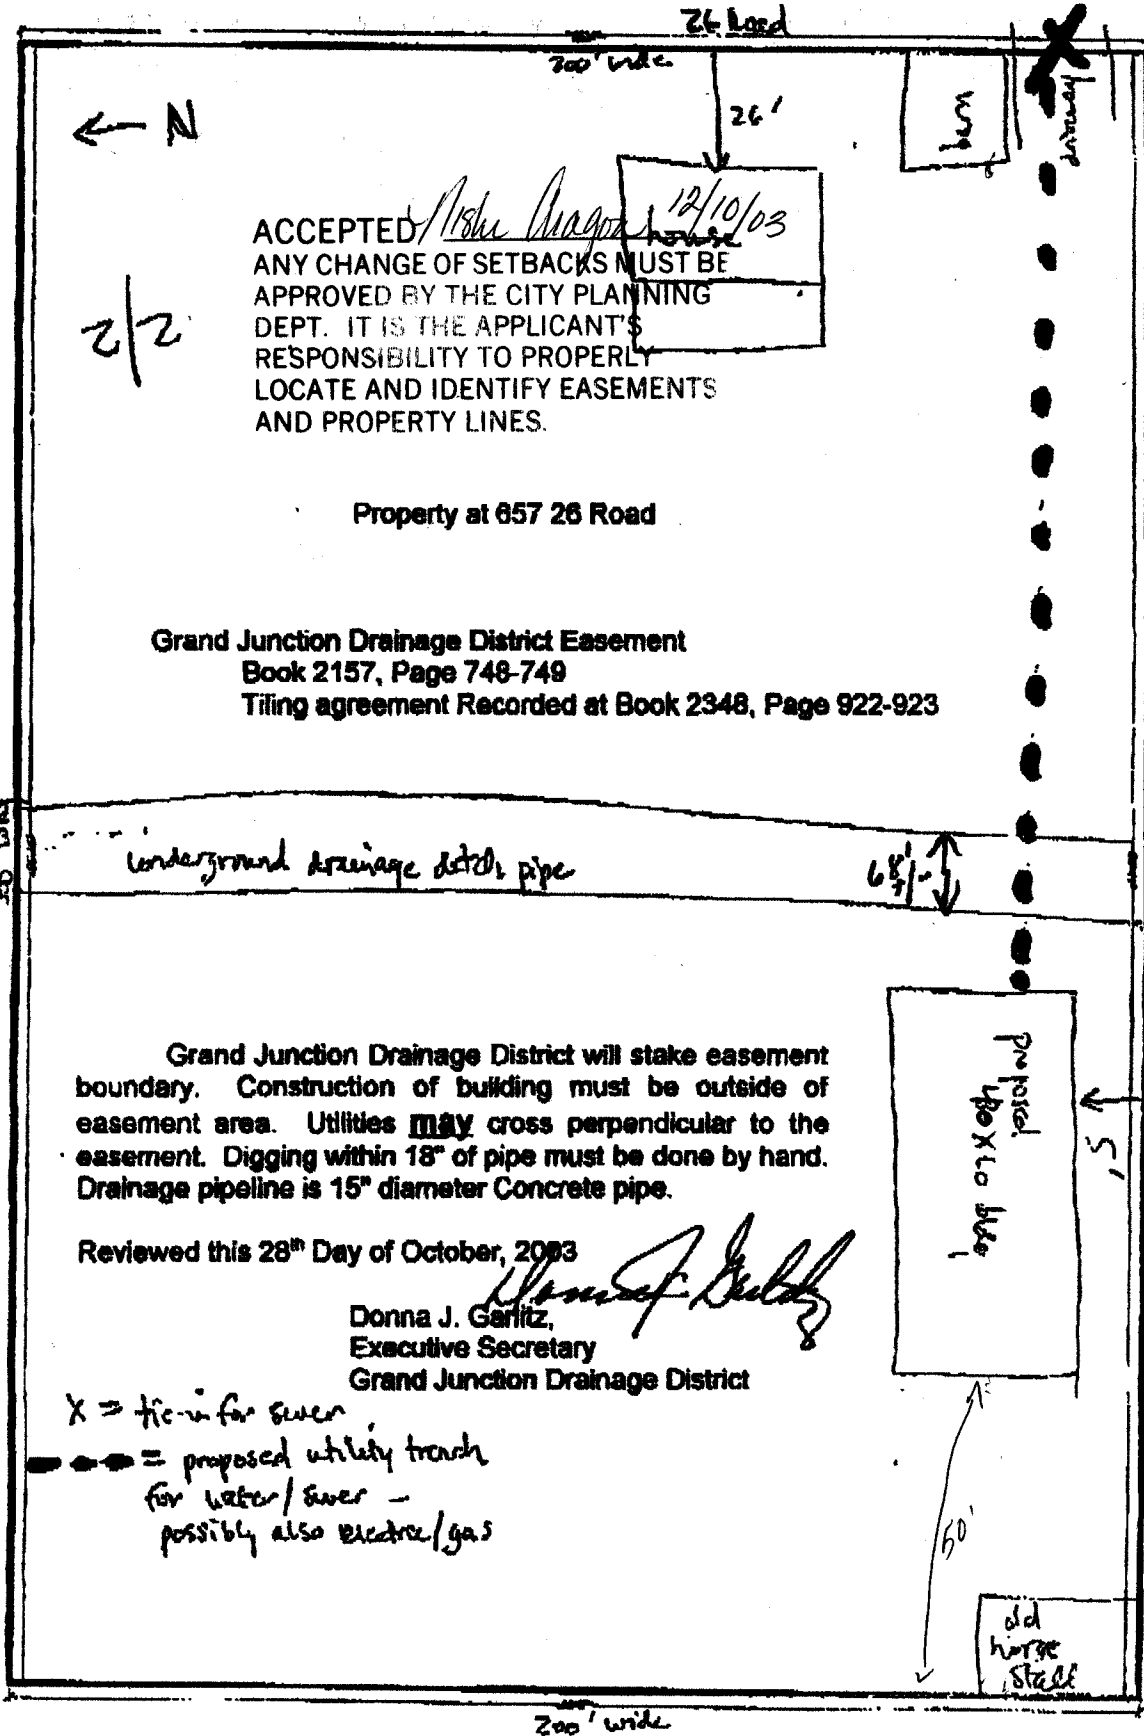 26 Road
200' wide
← N
26'
barn
driveway
ACCEPTED 12/10/03
house
ANY CHANGE OF SETBACKS MUST BE
APPROVED BY THE CITY PLANNING
DEPT. IT IS THE APPLICANT'S
RESPONSIBILITY TO PROPERLY
LOCATE AND IDENTIFY EASEMENTS
AND PROPERTY LINES.
2/2
Property at 657 26 Road
Grand Junction Drainage District Easement
Book 2157, Page 748-749
Tiling agreement Recorded at Book 2348, Page 922-923
underground drainage ditch pipe
Grand Junction Drainage District will stake easement
boundary. Construction of building must be outside of
easement area. Utilities may cross perpendicular to the
easement. Digging within 18" of pipe must be done by hand.
Drainage pipeline is 15" diameter Concrete pipe.
proposed
5'
Reviewed this 28th Day of October, 2003
Donna J. Garlitz,
Executive Secretary
Grand Junction Drainage District
X = tie-in for sewer
= proposed utility trench
for water/sewer –
possibly also electric/gas
50'
old
horse
stall
200' wide